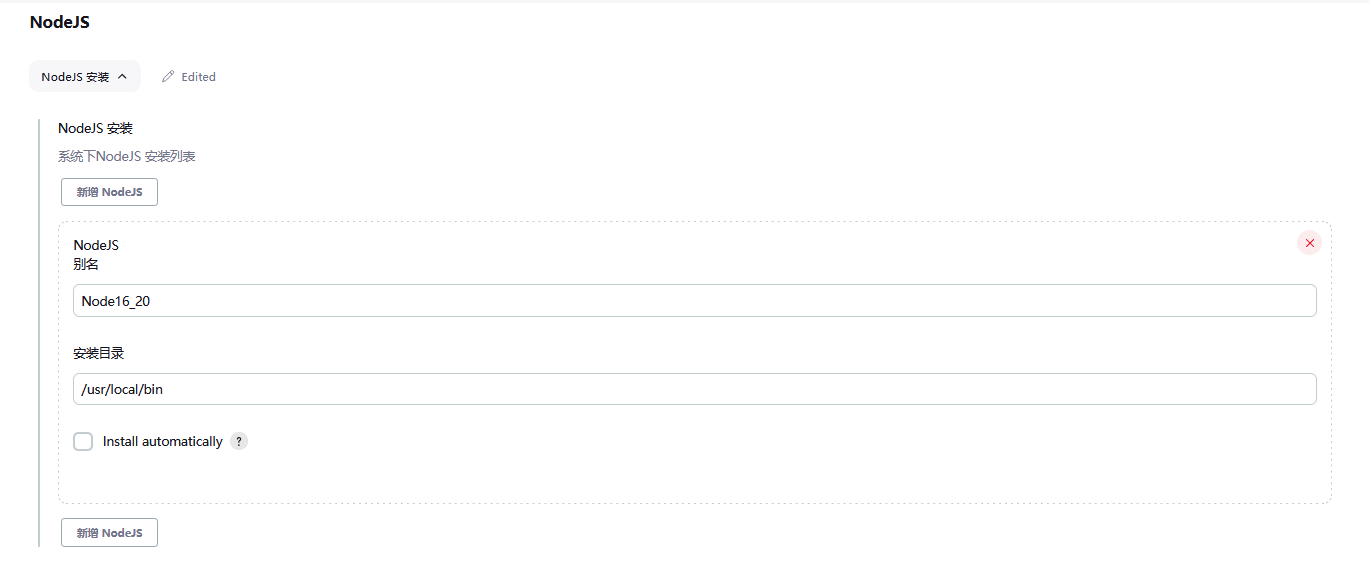 NodeJS
NodeJS 安装
Edited
NodeJS 安装
系统下NodeJS 安装列表
新增 NodeJS
NodeJS
别名
Node16_20
安装目录
/usr/local/bin
Install automatically ?
新增 NodeJS